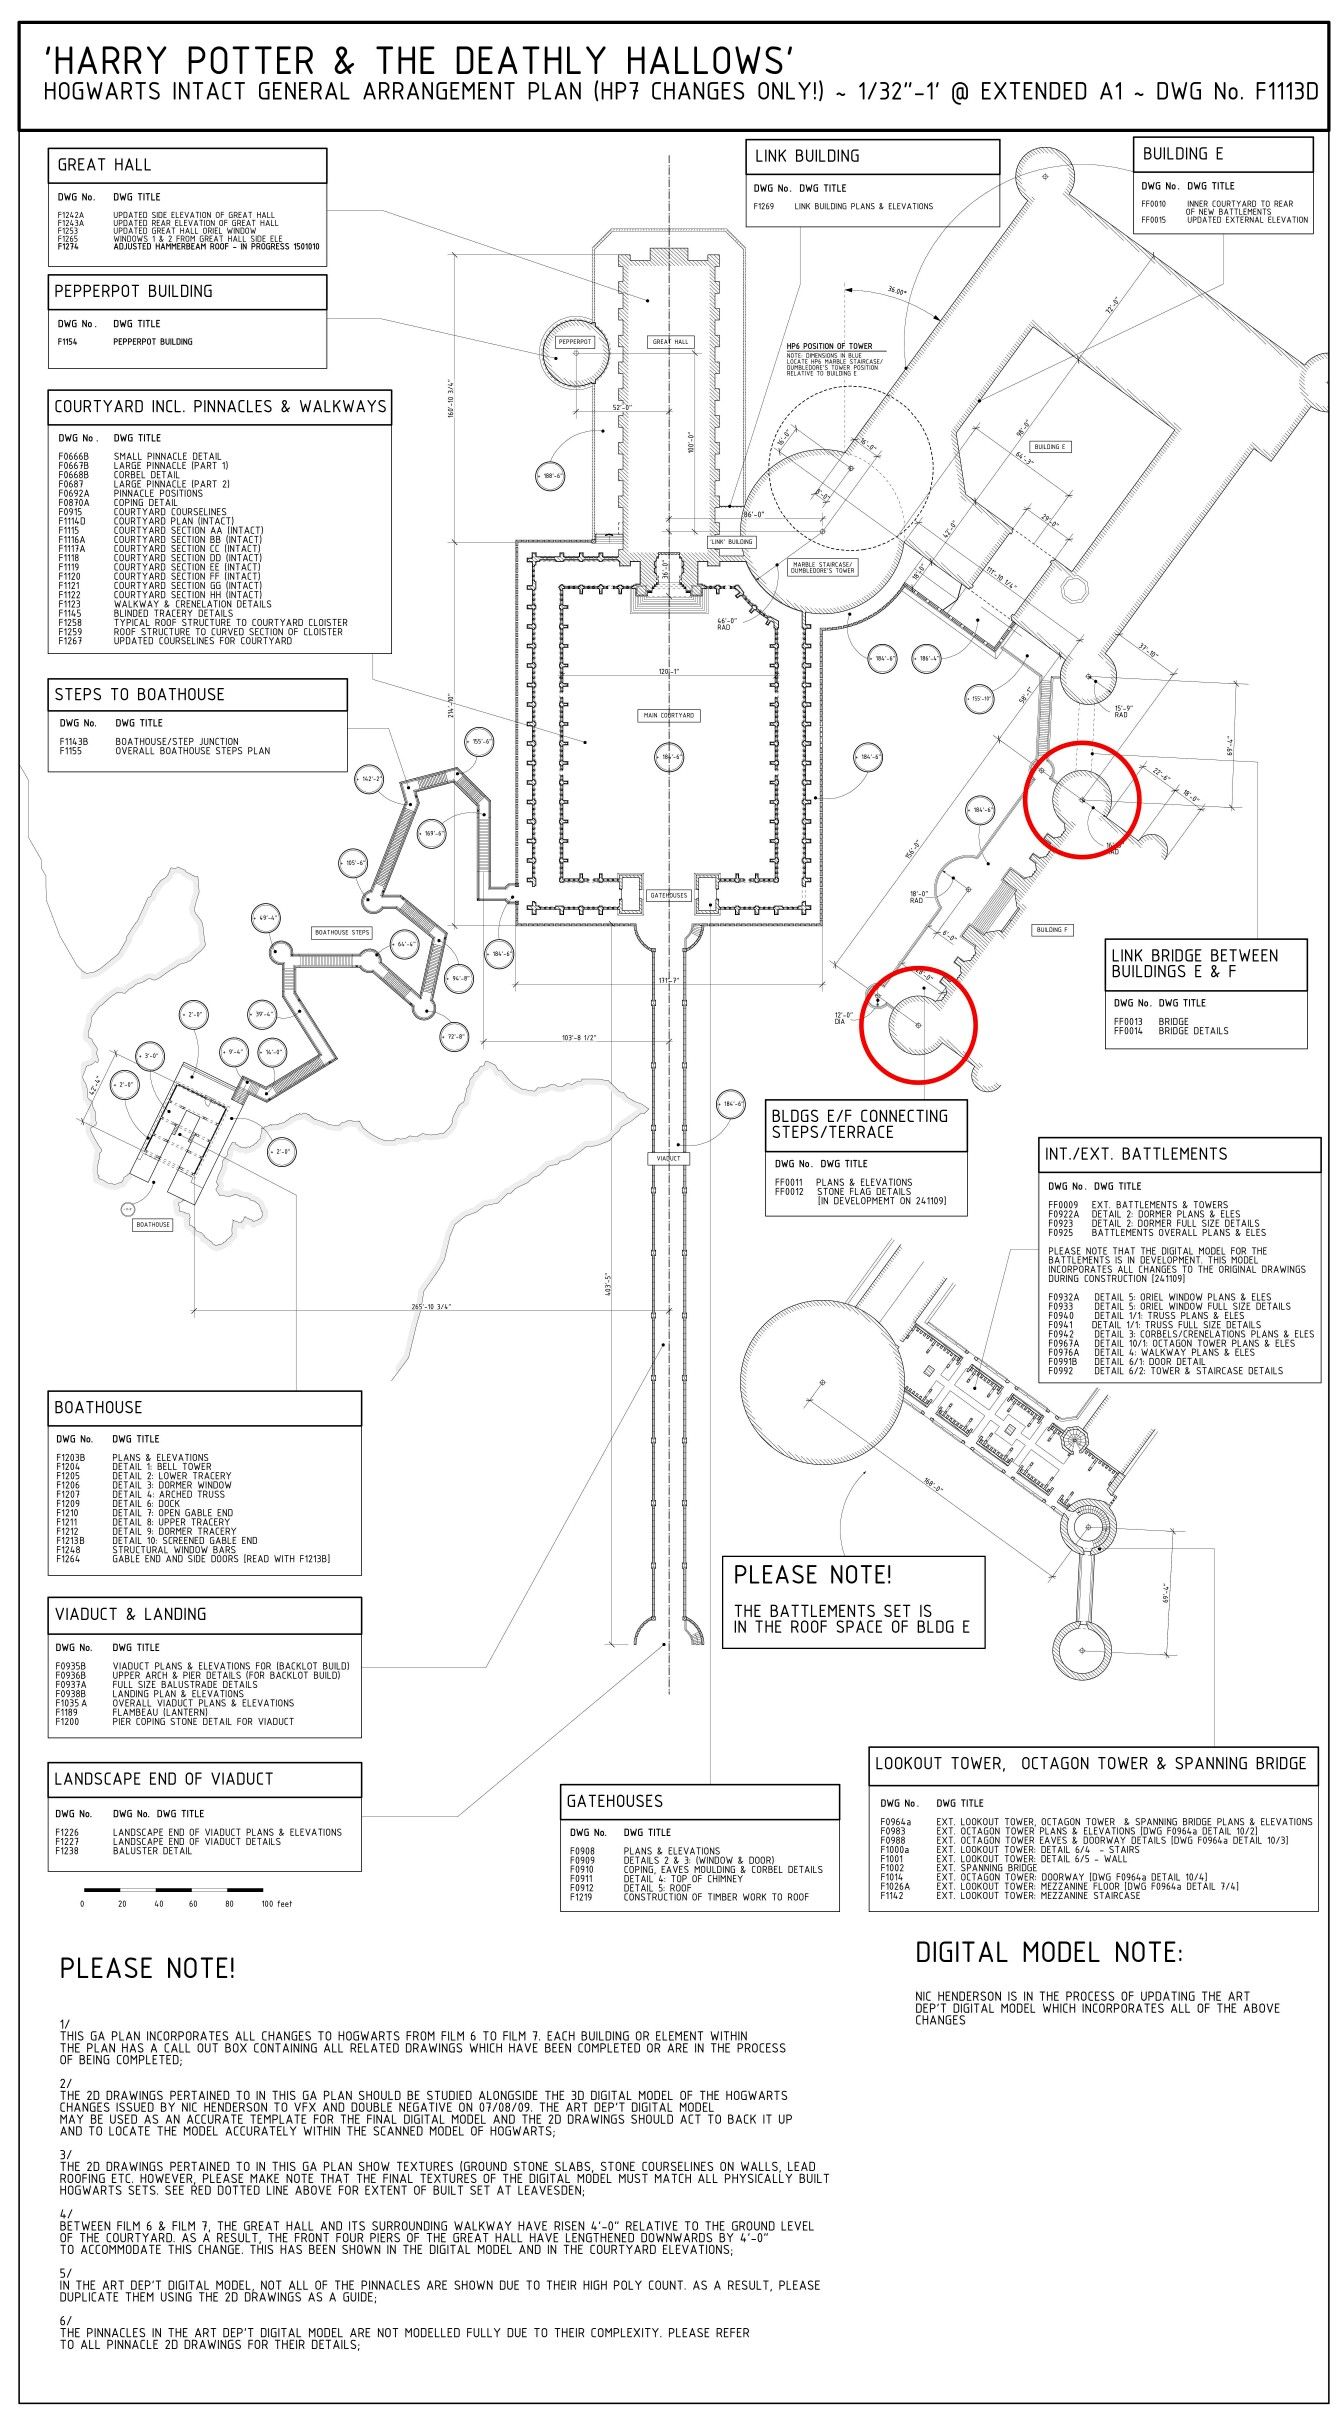 'HARRY POTTER & THE DEATHLY HALLOWS'
HOGWARTS INTACT GENERAL ARRANGEMENT PLAN (HP7 CHANGES ONLY!) ~ 1/32"-1' @ EXTENDED A1 ~ DWG No. F1113D
GREAT HALL
DWG No. DWG TITLE
F1242A UPDATED SIDE ELEVATION OF GREAT HALL
F1243A UPDATED REAR ELEVATION OF GREAT HALL
F1253 UPDATED GREAT HALL ORIEL WINDOW
F1265 WINDOWS 1 & 2 FROM GREAT HALL SIDE ELE
F1274 ADJUSTED HAMMERBEAM ROOF - IN PROGRESS 1501010
PEPPERPOT BUILDING
DWG No. DWG TITLE
F1154 PEPPERPOT BUILDING
COURTYARD INCL. PINNACLES & WALKWAYS
DWG No. DWG TITLE
F0666B SMALL PINNACLE DETAIL
F0667B LARGE PINNACLE (PART 1)
F0668B CORBEL DETAIL
F0687 LARGE PINNACLE (PART 2)
F0692A PINNACLE POSITIONS
F0870A COPING DETAIL
F0915 COURTYARD COURSELINES
F1114D COURTYARD PLAN (INTACT)
F1115 COURTYARD SECTION AA (INTACT)
F1116A COURTYARD SECTION BB (INTACT)
F1117A COURTYARD SECTION CC (INTACT)
F1118 COURTYARD SECTION DD (INTACT)
F1119 COURTYARD SECTION EE (INTACT)
F1120 COURTYARD SECTION FF (INTACT)
F1121 COURTYARD SECTION GG (INTACT)
F1122 COURTYARD SECTION HH (INTACT)
F1123 WALKWAY & CRENELATION DETAILS
F1145 BLINDED TRACERY DETAILS
F1258 TYPICAL ROOF STRUCTURE TO COURTYARD CLOISTER
F1259 ROOF STRUCTURE TO CURVED SECTION OF CLOISTER
F1267 UPDATED COURSELINES FOR COURTYARD
STEPS TO BOATHOUSE
DWG No. DWG TITLE
F1143B BOATHOUSE/STEP JUNCTION
F1155 OVERALL BOATHOUSE STEPS PLAN
LINK BUILDING
DWG No. DWG TITLE
F1269 LINK BUILDING PLANS & ELEVATIONS
BUILDING E
DWG No. DWG TITLE
FF0010 INNER COURTYARD TO REAR
OF NEW BATTLEMENTS
FF0015 UPDATED EXTERNAL ELEVATION
36.00°
72'-0"
HP6 POSITION OF TOWER
NOTE: DIMENSIONS IN BLUE
LOCATE HP6 MARBLE STAIRCASE/
DUMBLEDORE'S TOWER POSITION
RELATIVE TO BUILDING E
PEPPERPOT
GREAT HALL
160'-10 3/4"
52'-0"
100'-0"
+ 188'-6"
86'-0"
16'-0"
16'-0"
98'-0"
64'-3"
BUILDING E
29'-0"
42'-0"
18'-0"
111'-10 1/4"
'LINK' BUILDING
MARBLE STAIRCASE/
DUMBLEDORE'S TOWER
36'-0"
46'-0"
RAD
120'-1"
214'-10"
MAIN COURTYARD
+ 184'-6"
+ 184'-6"
+ 184'-6"
+ 186'-4"
+ 155'-10"
58'-1"
33'-10"
15'-9"
RAD
69'-4"
22'-6"
18'-0"
RAD
+ 184'-6"
156'-0"
18'-0"
RAD
6'-0"
BUILDING F
12'-0"
DIA
+ 155'-6"
+ 142'-2"
+ 169'-6"
+ 105'-6"
+ 49'-4"
BOATHOUSE STEPS
+ 64'-4"
+ 94'-8"
+ 72'-8"
+ 39'-4"
+ 2'-0"
+ 9'-4"
+ 14'-0"
+ 3'-0"
+ 2'-0"
42'-4"
+ 2'-0"
BOATHOUSE
+ 184'-6"
GATEHOUSES
171'-7"
103'-8 1/2"
+ 184'-6"
VIADUCT
403'-5"
265'-10 3/4"
LINK BRIDGE BETWEEN
BUILDINGS E & F
DWG No. DWG TITLE
FF0013 BRIDGE
FF0014 BRIDGE DETAILS
BLDGS E/F CONNECTING
STEPS/TERRACE
DWG No. DWG TITLE
FF0011 PLANS & ELEVATIONS
FF0012 STONE FLAG DETAILS
[IN DEVELOPMEMT ON 241109]
INT./EXT. BATTLEMENTS
DWG No. DWG TITLE
FF0009 EXT. BATTLEMENTS & TOWERS
F0922A DETAIL 2: DORMER PLANS & ELES
F0923 DETAIL 2: DORMER FULL SIZE DETAILS
F0925 BATTLEMENTS OVERALL PLANS & ELES
PLEASE NOTE THAT THE DIGITAL MODEL FOR THE
BATTLEMENTS IS IN DEVELOPMENT. THIS MODEL
INCORPORATES ALL CHANGES TO THE ORIGINAL DRAWINGS
DURING CONSTRUCTION [241109]
F0932A DETAIL 5: ORIEL WINDOW PLANS & ELES
F0933 DETAIL 5: ORIEL WINDOW FULL SIZE DETAILS
F0940 DETAIL 1/1: TRUSS PLANS & ELES
F0941 DETAIL 1/1: TRUSS FULL SIZE DETAILS
F0942 DETAIL 3: CORBELS/CRENELATIONS PLANS & ELES
F0967A DETAIL 10/1: OCTAGON TOWER PLANS & ELES
F0976A DETAIL 4: WALKWAY PLANS & ELES
F0991B DETAIL 6/1: DOOR DETAIL
F0992 DETAIL 6/2: TOWER & STAIRCASE DETAILS
168'-0"
69'-4"
PLEASE NOTE!
THE BATTLEMENTS SET IS
IN THE ROOF SPACE OF BLDG E
BOATHOUSE
DWG No. DWG TITLE
F1203B PLANS & ELEVATIONS
F1204 DETAIL 1: BELL TOWER
F1205 DETAIL 2: LOWER TRACERY
F1206 DETAIL 3: DORMER WINDOW
F1207 DETAIL 4: ARCHED TRUSS
F1209 DETAIL 6: DOCK
F1210 DETAIL 7: OPEN GABLE END
F1211 DETAIL 8: UPPER TRACERY
F1212 DETAIL 9: DORMER TRACERY
F1213B DETAIL 10: SCREENED GABLE END
F1248 STRUCTURAL WINDOW BARS
F1264 GABLE END AND SIDE DOORS [READ WITH F1213B]
VIADUCT & LANDING
DWG No. DWG TITLE
F0935B VIADUCT PLANS & ELEVATIONS FOR (BACKLOT BUILD)
F0936B UPPER ARCH & PIER DETAILS (FOR BACKLOT BUILD)
F0937A FULL SIZE BALUSTRADE DETAILS
F0938B LANDING PLAN & ELEVATIONS
F1035A OVERALL VIADUCT PLANS & ELEVATIONS
F1189 FLAMBEAU (LANTERN)
F1200 PIER COPING STONE DETAIL FOR VIADUCT
LANDSCAPE END OF VIADUCT
DWG No. DWG No. DWG TITLE
F1226 LANDSCAPE END OF VIADUCT PLANS & ELEVATIONS
F1227 LANDSCAPE END OF VIADUCT DETAILS
F1238 BALUSTER DETAIL
0 20 40 60 80 100 feet
GATEHOUSES
DWG No. DWG TITLE
F0908 PLANS & ELEVATIONS
F0909 DETAILS 2 & 3: (WINDOW & DOOR)
F0910 COPING, EAVES MOULDING & CORBEL DETAILS
F0911 DETAIL 4: TOP OF CHIMNEY
F0912 DETAIL 5: ROOF
F1219 CONSTRUCTION OF TIMBER WORK TO ROOF
LOOKOUT TOWER, OCTAGON TOWER & SPANNING BRIDGE
DWG No. DWG TITLE
F0964a EXT. LOOKOUT TOWER, OCTAGON TOWER & SPANNING BRIDGE PLANS & ELEVATIONS
F0983 EXT. OCTAGON TOWER PLANS & ELEVATIONS [DWG F0964a DETAIL 10/2]
F0988 EXT. OCTAGON TOWER EAVES & DOORWAY DETAILS [DWG F0964a DETAIL 10/3]
F1000a EXT. LOOKOUT TOWER: DETAIL 6/4 - STAIRS
F1001 EXT. LOOKOUT TOWER: DETAIL 6/5 - WALL
F1002 EXT. SPANNING BRIDGE
F1014 EXT. OCTAGON TOWER: DOORWAY [DWG F0964a DETAIL 10/4]
F1026A EXT. LOOKOUT TOWER: MEZZANINE FLOOR [DWG F0964a DETAIL 7/4]
F1142 EXT. LOOKOUT TOWER: MEZZANINE STAIRCASE
PLEASE NOTE!
1/
THIS GA PLAN INCORPORATES ALL CHANGES TO HOGWARTS FROM FILM 6 TO FILM 7. EACH BUILDING OR ELEMENT WITHIN
THE PLAN HAS A CALL OUT BOX CONTAINING ALL RELATED DRAWINGS WHICH HAVE BEEN COMPLETED OR ARE IN THE PROCESS
OF BEING COMPLETED;
2/
THE 2D DRAWINGS PERTAINED TO IN THIS GA PLAN SHOULD BE STUDIED ALONGSIDE THE 3D DIGITAL MODEL OF THE HOGWARTS
CHANGES ISSUED BY NIC HENDERSON TO VFX AND DOUBLE NEGATIVE ON 07/08/09. THE ART DEP'T DIGITAL MODEL
MAY BE USED AS AN ACCURATE TEMPLATE FOR THE FINAL DIGITAL MODEL AND THE 2D DRAWINGS SHOULD ACT TO BACK IT UP
AND TO LOCATE THE MODEL ACCURATELY WITHIN THE SCANNED MODEL OF HOGWARTS;
3/
THE 2D DRAWINGS PERTAINED TO IN THIS GA PLAN SHOW TEXTURES (GROUND STONE SLABS, STONE COURSELINES ON WALLS, LEAD
ROOFING ETC. HOWEVER, PLEASE MAKE NOTE THAT THE FINAL TEXTURES OF THE DIGITAL MODEL MUST MATCH ALL PHYSICALLY BUILT
HOGWARTS SETS. SEE RED DOTTED LINE ABOVE FOR EXTENT OF BUILT SET AT LEAVESDEN;
4/
BETWEEN FILM 6 & FILM 7, THE GREAT HALL AND ITS SURROUNDING WALKWAY HAVE RISEN 4'-0" RELATIVE TO THE GROUND LEVEL
OF THE COURTYARD. AS A RESULT, THE FRONT FOUR PIERS OF THE GREAT HALL HAVE LENGTHENED DOWNWARDS BY 4'-0"
TO ACCOMMODATE THIS CHANGE. THIS HAS BEEN SHOWN IN THE DIGITAL MODEL AND IN THE COURTYARD ELEVATIONS;
5/
IN THE ART DEP'T DIGITAL MODEL, NOT ALL OF THE PINNACLES ARE SHOWN DUE TO THEIR HIGH POLY COUNT. AS A RESULT, PLEASE
DUPLICATE THEM USING THE 2D DRAWINGS AS A GUIDE;
6/
THE PINNACLES IN THE ART DEP'T DIGITAL MODEL ARE NOT MODELLED FULLY DUE TO THEIR COMPLEXITY. PLEASE REFER
TO ALL PINNACLE 2D DRAWINGS FOR THEIR DETAILS;
DIGITAL MODEL NOTE:
NIC HENDERSON IS IN THE PROCESS OF UPDATING THE ART
DEP'T DIGITAL MODEL WHICH INCORPORATES ALL OF THE ABOVE
CHANGES